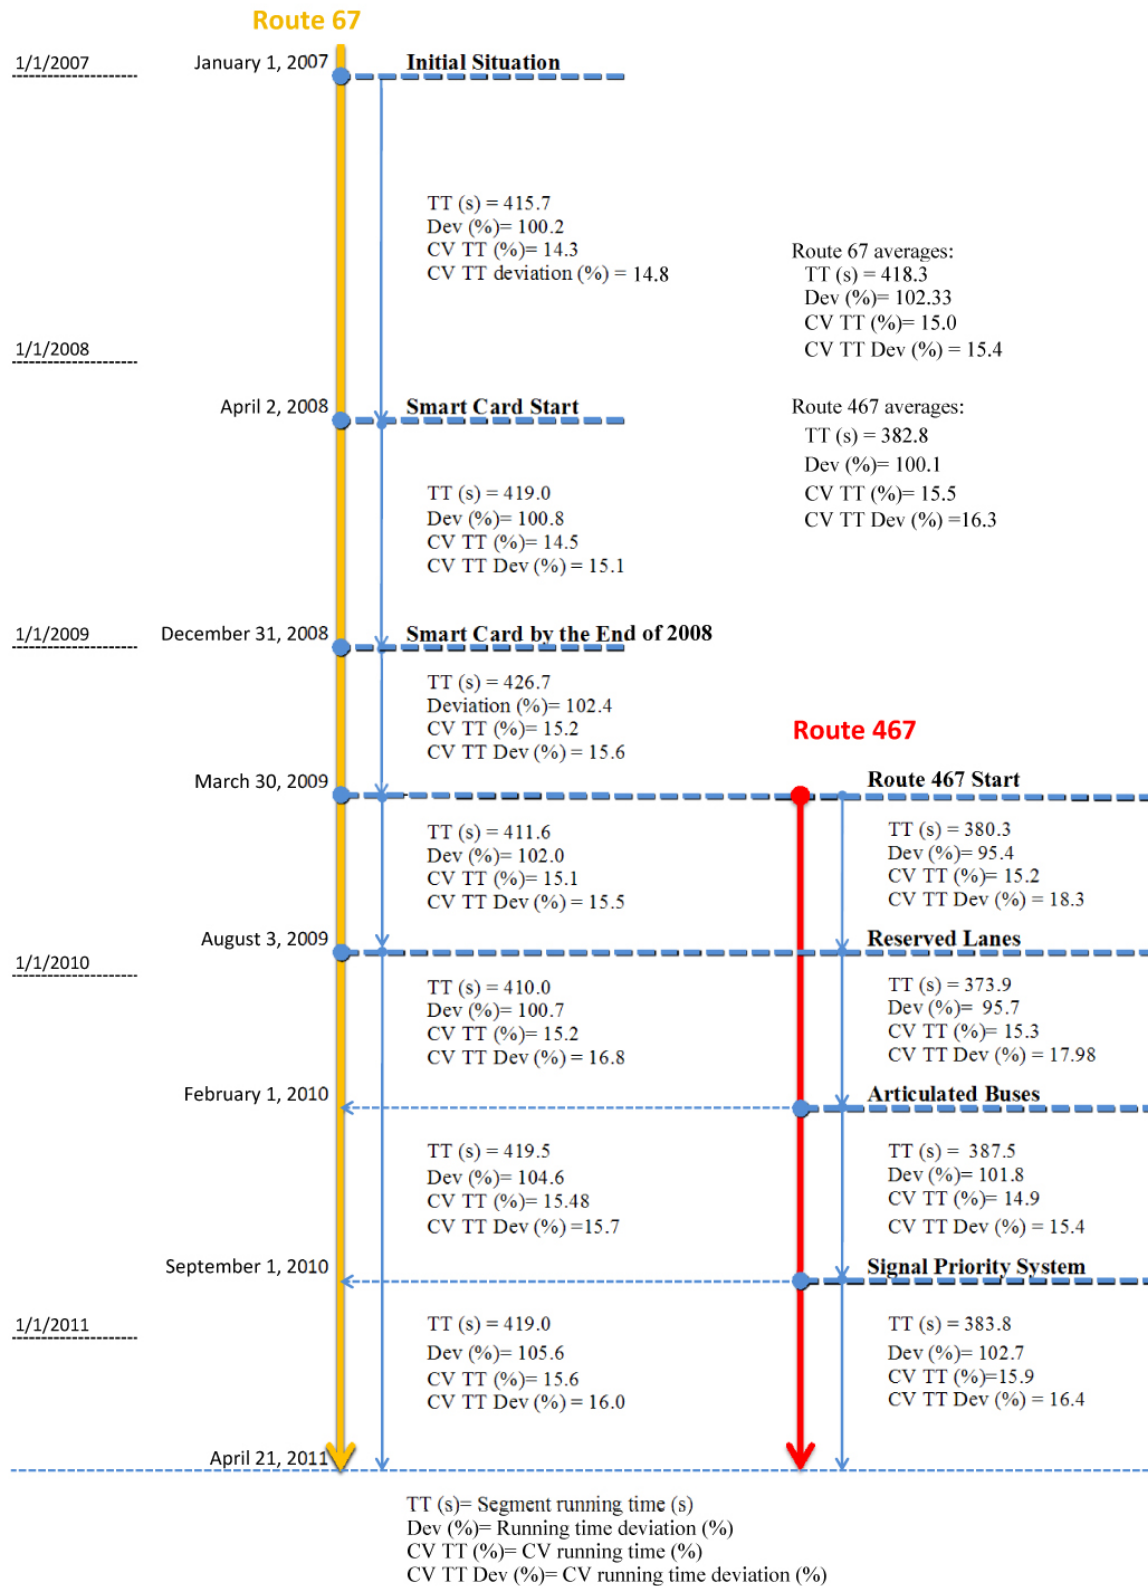 Route 67
1/1/2007
January 1, 2007
Initial Situation
TT (s) = 415.7
Dev (%)= 100.2
CV TT (%)= 14.3
CV TT deviation (%) = 14.8
Route 67 averages:
TT (s) = 418.3
Dev (%)= 102.33
CV TT (%)= 15.0
CV TT Dev (%) = 15.4
1/1/2008
April 2, 2008
Smart Card Start
Route 467 averages:
TT (s) = 382.8
Dev (%)= 100.1
CV TT (%)= 15.5
CV TT Dev (%) =16.3
TT (s) = 419.0
Dev (%)= 100.8
CV TT (%)= 14.5
CV TT Dev (%) = 15.1
1/1/2009
December 31, 2008
Smart Card by the End of 2008
TT (s) = 426.7
Deviation (%)= 102.4
CV TT (%)= 15.2
CV TT Dev (%) = 15.6
Route 467
March 30, 2009
Route 467 Start
TT (s) = 411.6
Dev (%)= 102.0
CV TT (%)= 15.1
CV TT Dev (%) = 15.5
TT (s) = 380.3
Dev (%)= 95.4
CV TT (%)= 15.2
CV TT Dev (%) = 18.3
August 3, 2009
Reserved Lanes
1/1/2010
TT (s) = 410.0
Dev (%)= 100.7
CV TT (%)= 15.2
CV TT Dev (%) = 16.8
TT (s) = 373.9
Dev (%)= 95.7
CV TT (%)= 15.3
CV TT Dev (%) = 17.98
February 1, 2010
Articulated Buses
TT (s) = 419.5
Dev (%)= 104.6
CV TT (%)= 15.48
CV TT Dev (%) =15.7
TT (s) = 387.5
Dev (%)= 101.8
CV TT (%)= 14.9
CV TT Dev (%) = 15.4
September 1, 2010
Signal Priority System
1/1/2011
TT (s) = 419.0
Dev (%)= 105.6
CV TT (%)= 15.6
CV TT Dev (%) = 16.0
TT (s) = 383.8
Dev (%)= 102.7
CV TT (%)=15.9
CV TT Dev (%) = 16.4
April 21, 2011
TT (s)= Segment running time (s)
Dev (%)= Running time deviation (%)
CV TT (%)= CV running time (%)
CV TT Dev (%)= CV running time deviation (%)